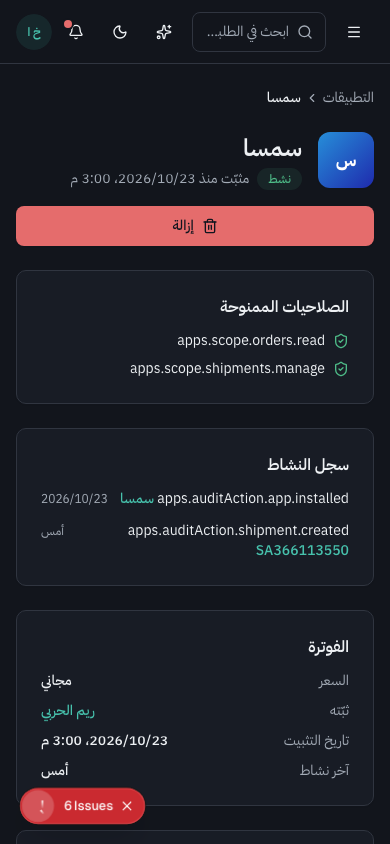 خ ا
ابحث في الطلبـ...
التطبيقات > سمسا
س
سمسا
نشط مثبّت منذ 2026/10/23، 3:00 م
إزالة
الصلاحيات الممنوحة
apps.scope.orders.read
apps.scope.shipments.manage
سجل النشاط
apps.auditAction.app.installed سمسا 2026/10/23
apps.auditAction.shipment.created أمس
SA366113550
الفوترة
السعر مجاني
ثبّته ريم الحربي
تاريخ التثبيت 2026/10/23، 3:00 م
آخر نشاط أمس
! 6 Issues